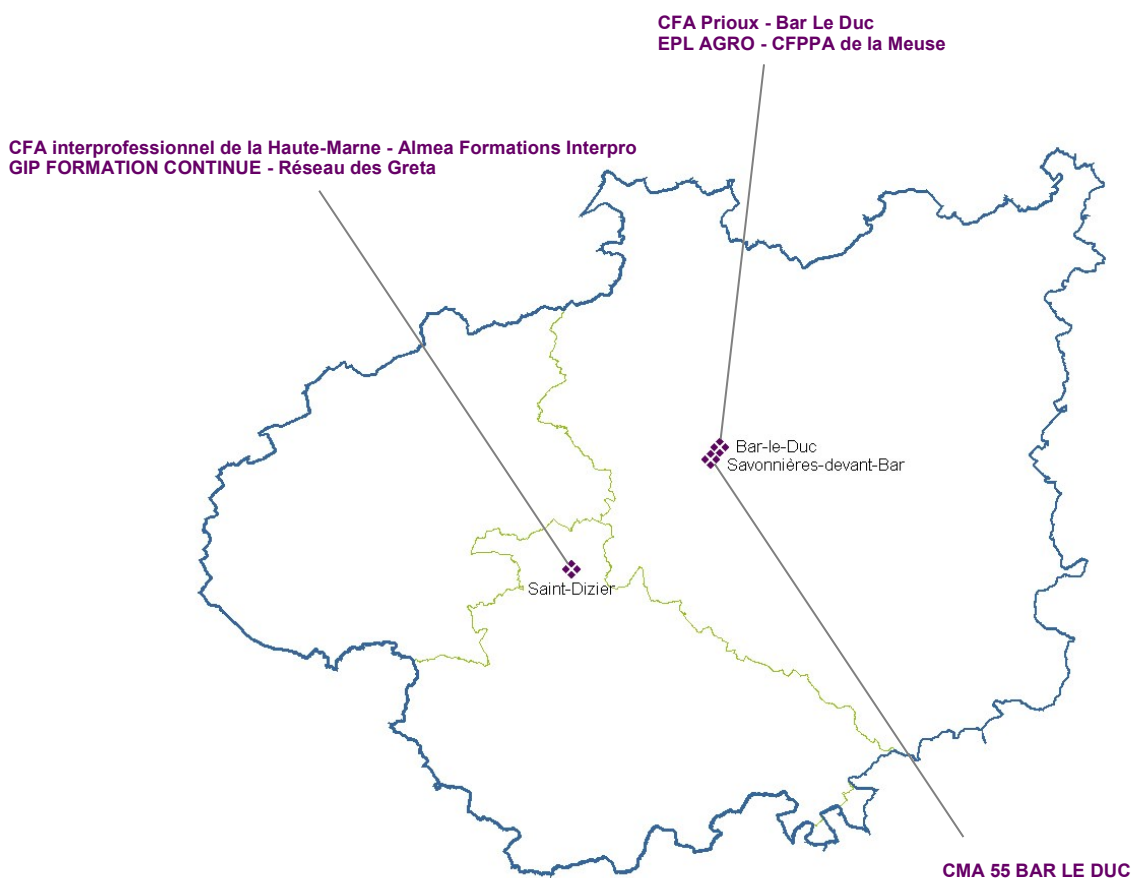 CFA Prioux - Bar Le Duc
EPL AGRO - CFPPA de la Meuse
CFA interprofessionnel de la Haute-Marne - Almea Formations Interpro
GIP FORMATION CONTINUE - Réseau des Greta
Bar-le-Duc
Savonnières-devant-Bar
Saint-Dizier
CMA 55 BAR LE DUC